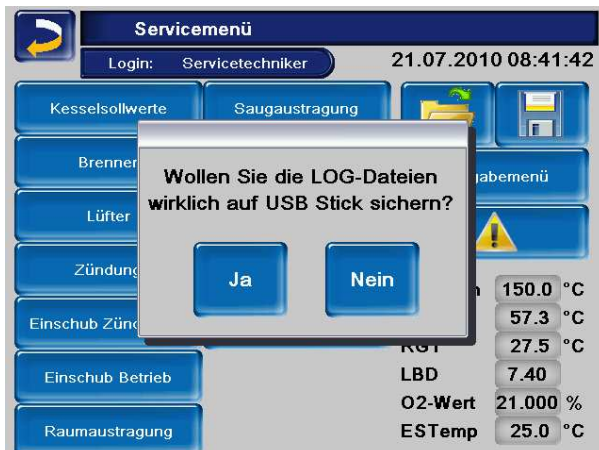 Servicemenü
Login: Servicetechniker
21.07.2010 08:41:42
Kesselsollwerte
Saugaustragung
Brenner
Wollen Sie die LOG-Dateien
wirklich auf USB Stick sichern?
Lüfter
Zündung
Ja
Nein
150.0 °C
Einschub
57.3 °C
RGT
27.5 °C
Einschub Betrieb
LBD
7.40
O2-Wert
21.000 %
Raumaustragung
ESTemp
25.0 °C